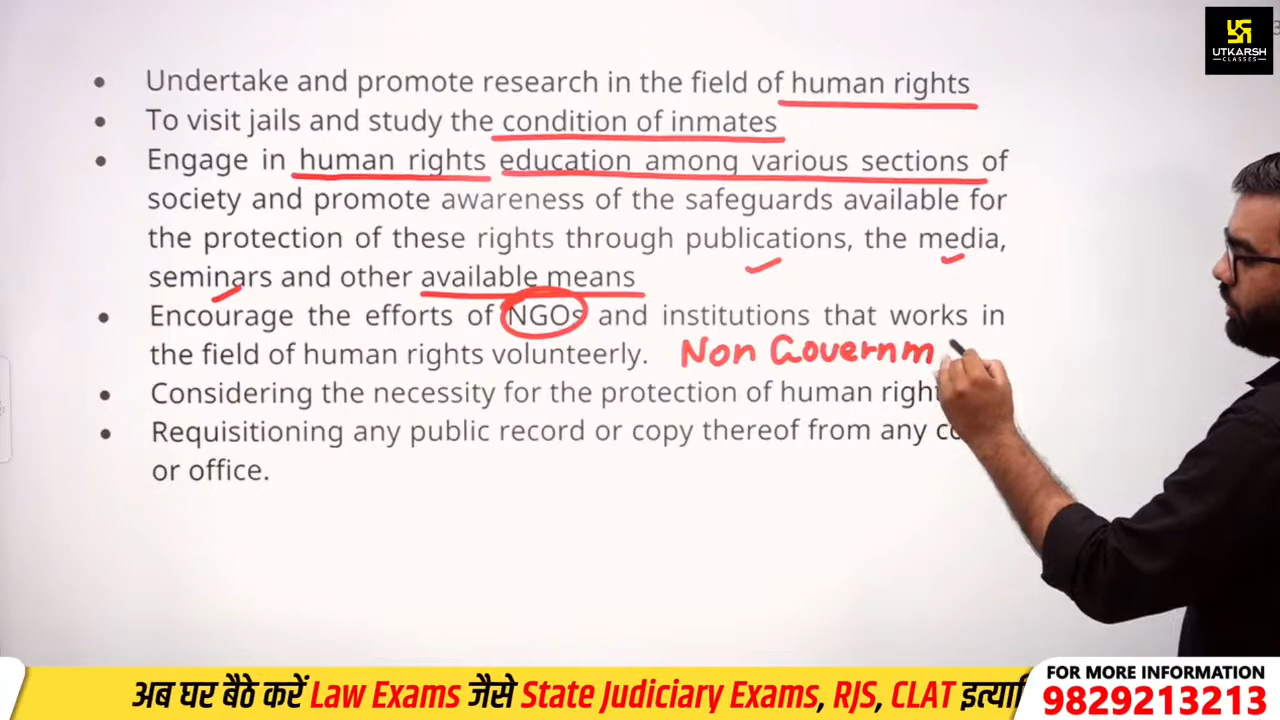 UTKARSH
CLASSES
Undertake and promote research in the field of human rights
To visit jails and study the condition of inmates
Engage in human rights education among various sections of
society and promote awareness of the safeguards available for
the protection of these rights through publications, the media,
seminars and other available means
Encourage the efforts of NGOs and institutions that works in
the field of human rights volunteerly. Non Governm
Considering the necessity for the protection of human
Requisitioning any public record or copy thereof from any
or office.
अब घर बैठे करें Law Exams जैसे State Judiciary Exams, RJS, CLAT
FOR MORE INFORMATION
9829213213